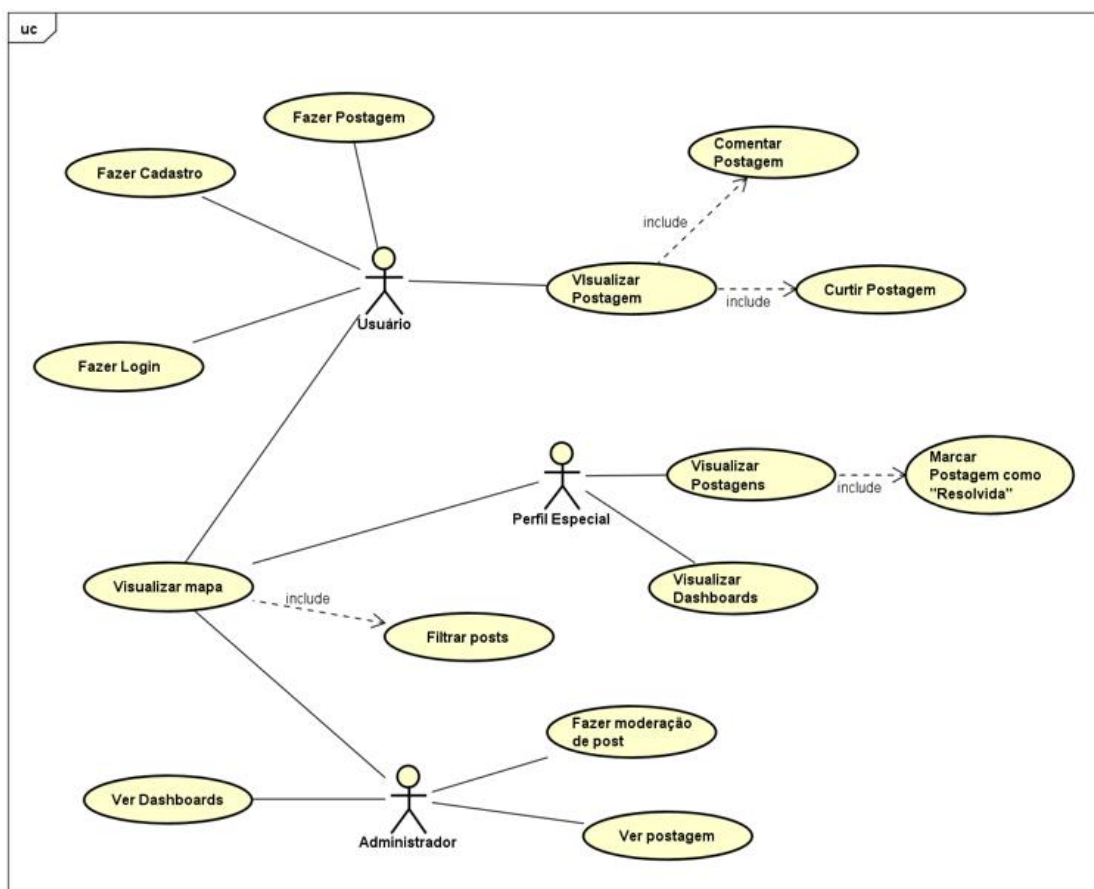 uc
Fazer Postagem
Comentar
Postagem
Fazer Cadastro
include
VIsualizar
Postagem
include
Curtir Postagem
Usuário
Fazer Login
Visualizar
Postagens
include
Marcar
Postagem como
"Resolvida"
Perfil Especial
Visualizar mapa
include
Visualizar
Dashboards
Filtrar posts
Fazer moderação
de post
Ver Dashboards
Administrador
Ver postagem